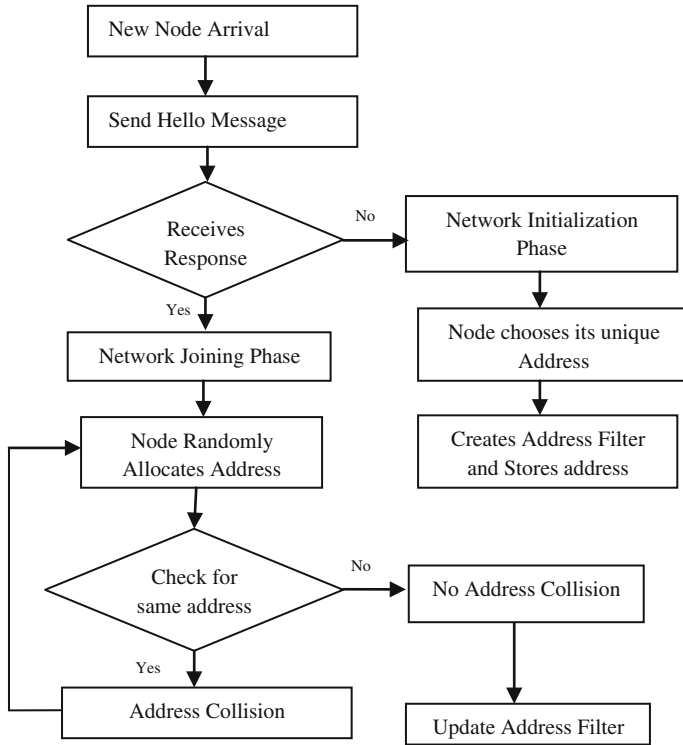 New Node Arrival
Send Hello Message
Receives
Response
No
Network Initialization
Phase
Yes
Network Joining Phase
Node chooses its unique
Address
Node Randomly
Allocates Address
Creates Address Filter
and Stores address
Check for
same address
No
No Address Collision
Yes
Address Collision
Update Address Filter